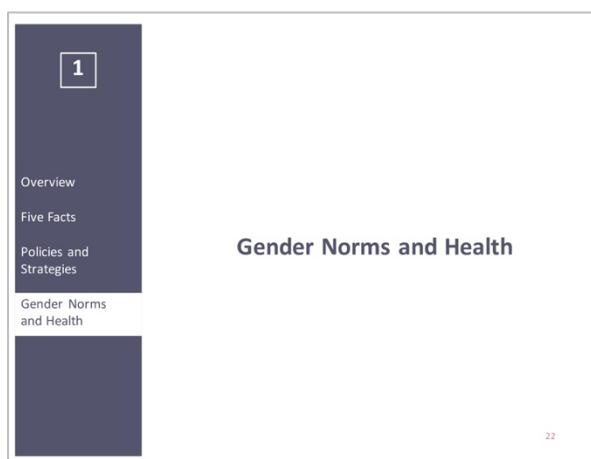 1
Overview
Five Facts
Policies and
Strategies
Gender Norms
and Health
Gender Norms and Health
22